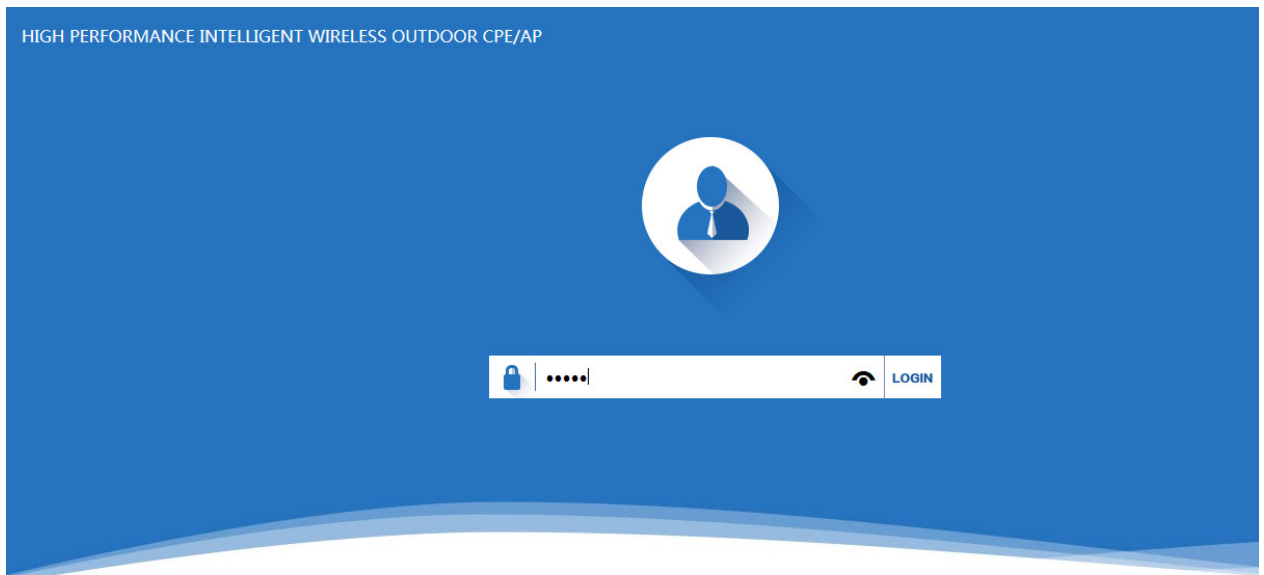 HIGH PERFORMANCE INTELLIGENT WIRELESS OUTDOOR CPE/AP
•••••
LOGIN